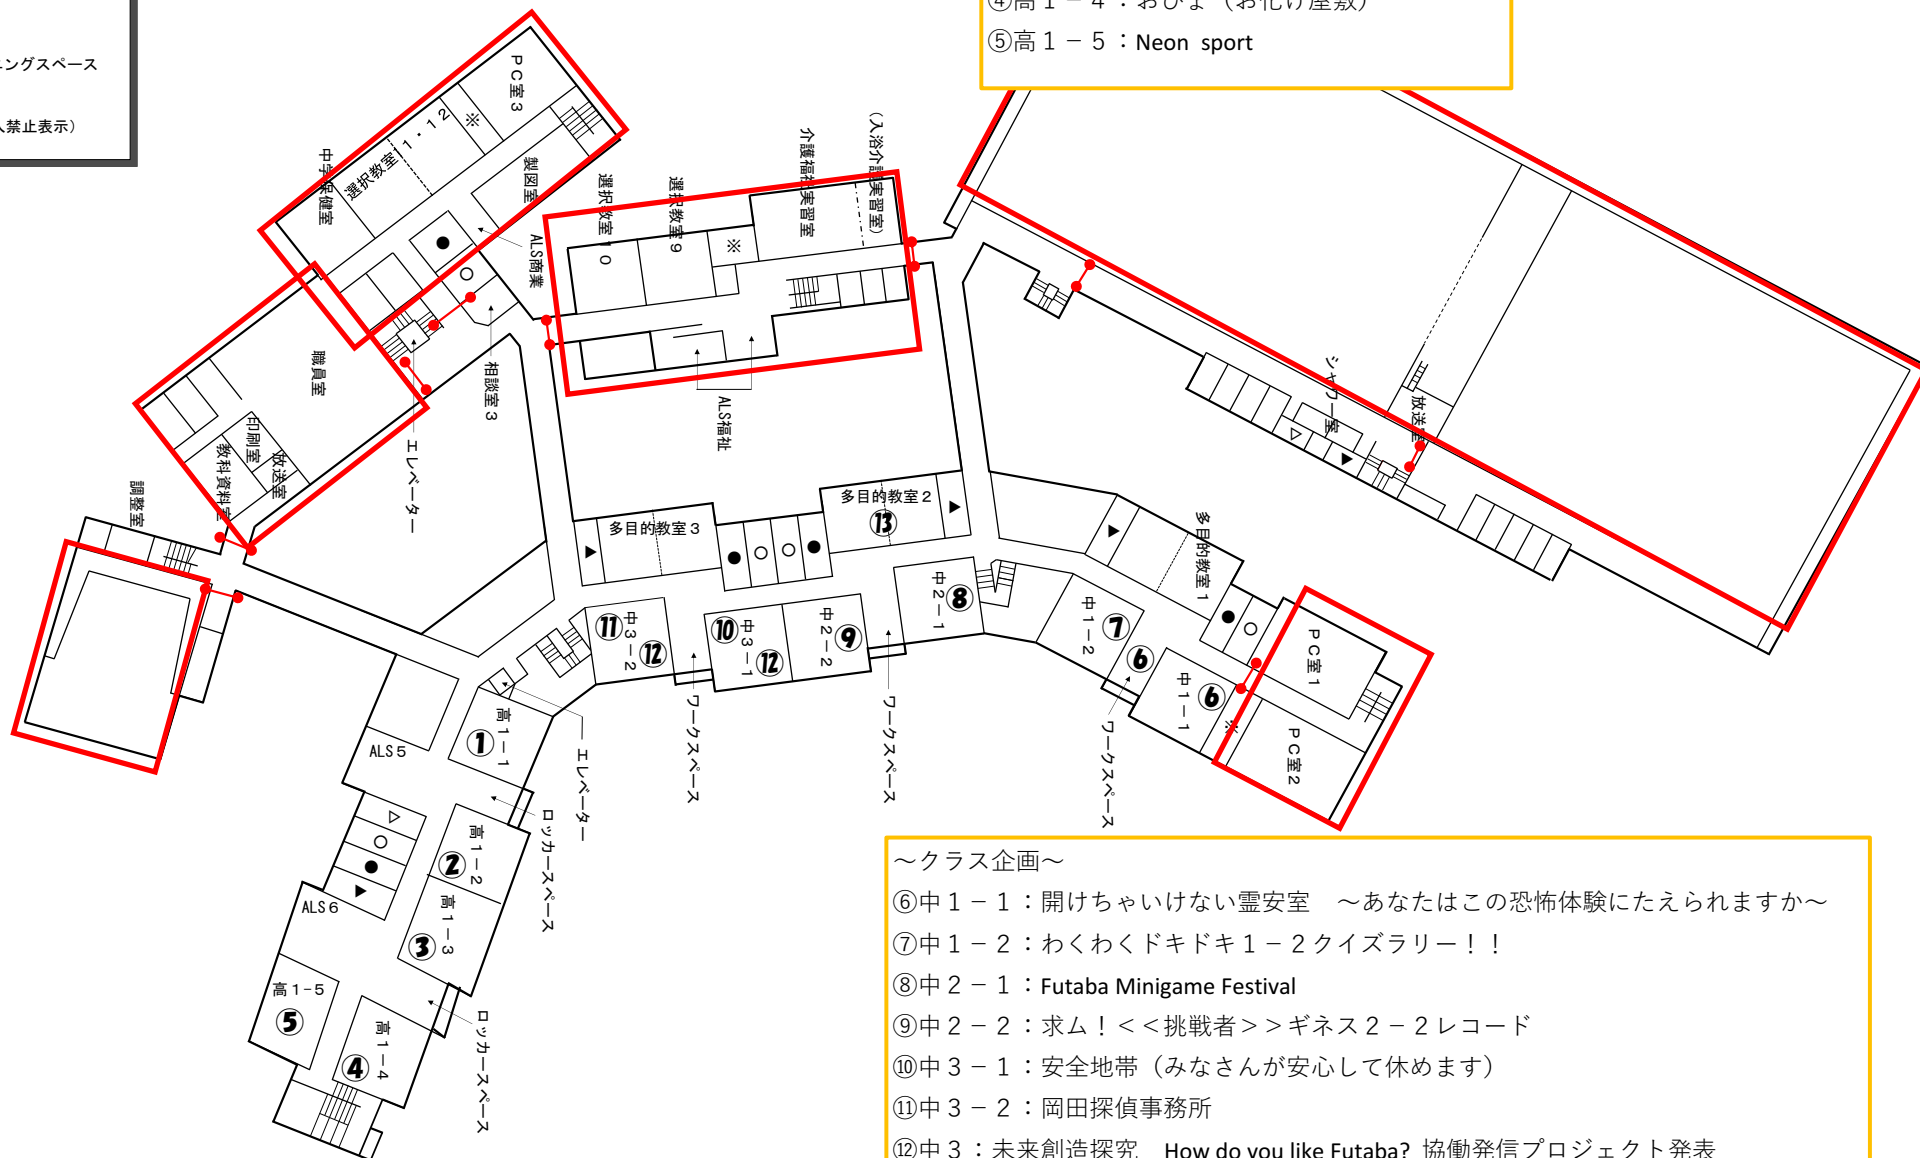 ニングスペース
入禁止表示）
④高１－４：おひょ（お化け屋敷）
⑤高１－５：Neon sport
ＰＣ室３
※
選択教室１１・１２
中学保健室
製図室
ALS商業
相談室３
選択教室１０
選択教室９
※
介護福祉実習室
（入浴介護実習室）
ALS福祉
職員室
印刷室
放送室
教科資料室
エレベーター
調整室
シャワー室
放送室
多目的教室３
多目的教室２
⑬
多目的教室１
中３－２
⑪
⑫
中３－１
⑩
⑫
中２－２
⑨
中２－１
⑧
中１－２
⑦
⑥
中１－１
⑥
※
ＰＣ室１
ＰＣ室２
ワークスペース
ワークスペース
ワークスペース
エレベーター
高１－１
①
ALS５
ロッカースペース
高１－２
②
高１－３
③
ALS６
高１-５
⑤
高１－４
④
ロッカースペース
～クラス企画～
⑥中１－１：開けちゃいけない霊安室　～あなたはこの恐怖体験にたえられますか～
⑦中１－２：わくわくドキドキ１－２クイズラリー！！
⑧中２－１：Futaba Minigame Festival
⑨中２－２：求ム！＜＜挑戦者＞＞ギネス２－２レコード
⑩中３－１：安全地帯（みなさんが安心して休めます）
⑪中３－２：岡田探偵事務所
⑫中３：未来創造探究　How do you like Futaba? 協働発信プロジェクト発表